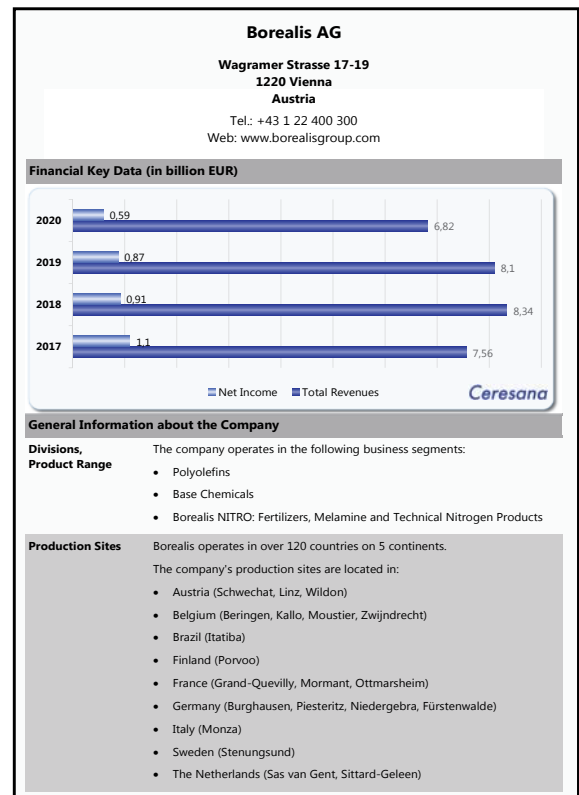 Borealis AG
Wagramer Strasse 17-19
1220 Vienna
Austria
Tel.: +43 1 22 400 300
Web: www.borealisgroup.com
Financial Key Data (in billion EUR)
2020 0,59 6,82
2019 0,87 8,1
2018 0,91 8,34
2017 1,1 7,56
Net Income Total Revenues Ceresana
General Information about the Company
Divisions, Product Range
The company operates in the following business segments:
• Polyolefins
• Base Chemicals
• Borealis NITRO: Fertilizers, Melamine and Technical Nitrogen Products
Production Sites
Borealis operates in over 120 countries on 5 continents.
The company's production sites are located in:
• Austria (Schwechat, Linz, Wildon)
• Belgium (Beringen, Kallo, Moustier, Zwijndrecht)
• Brazil (Itatiba)
• Finland (Porvoo)
• France (Grand-Quevilly, Mormant, Ottmarsheim)
• Germany (Burghausen, Piesteritz, Niedergebra, Fürstenwalde)
• Italy (Monza)
• Sweden (Stenungsund)
• The Netherlands (Sas van Gent, Sittard-Geleen)